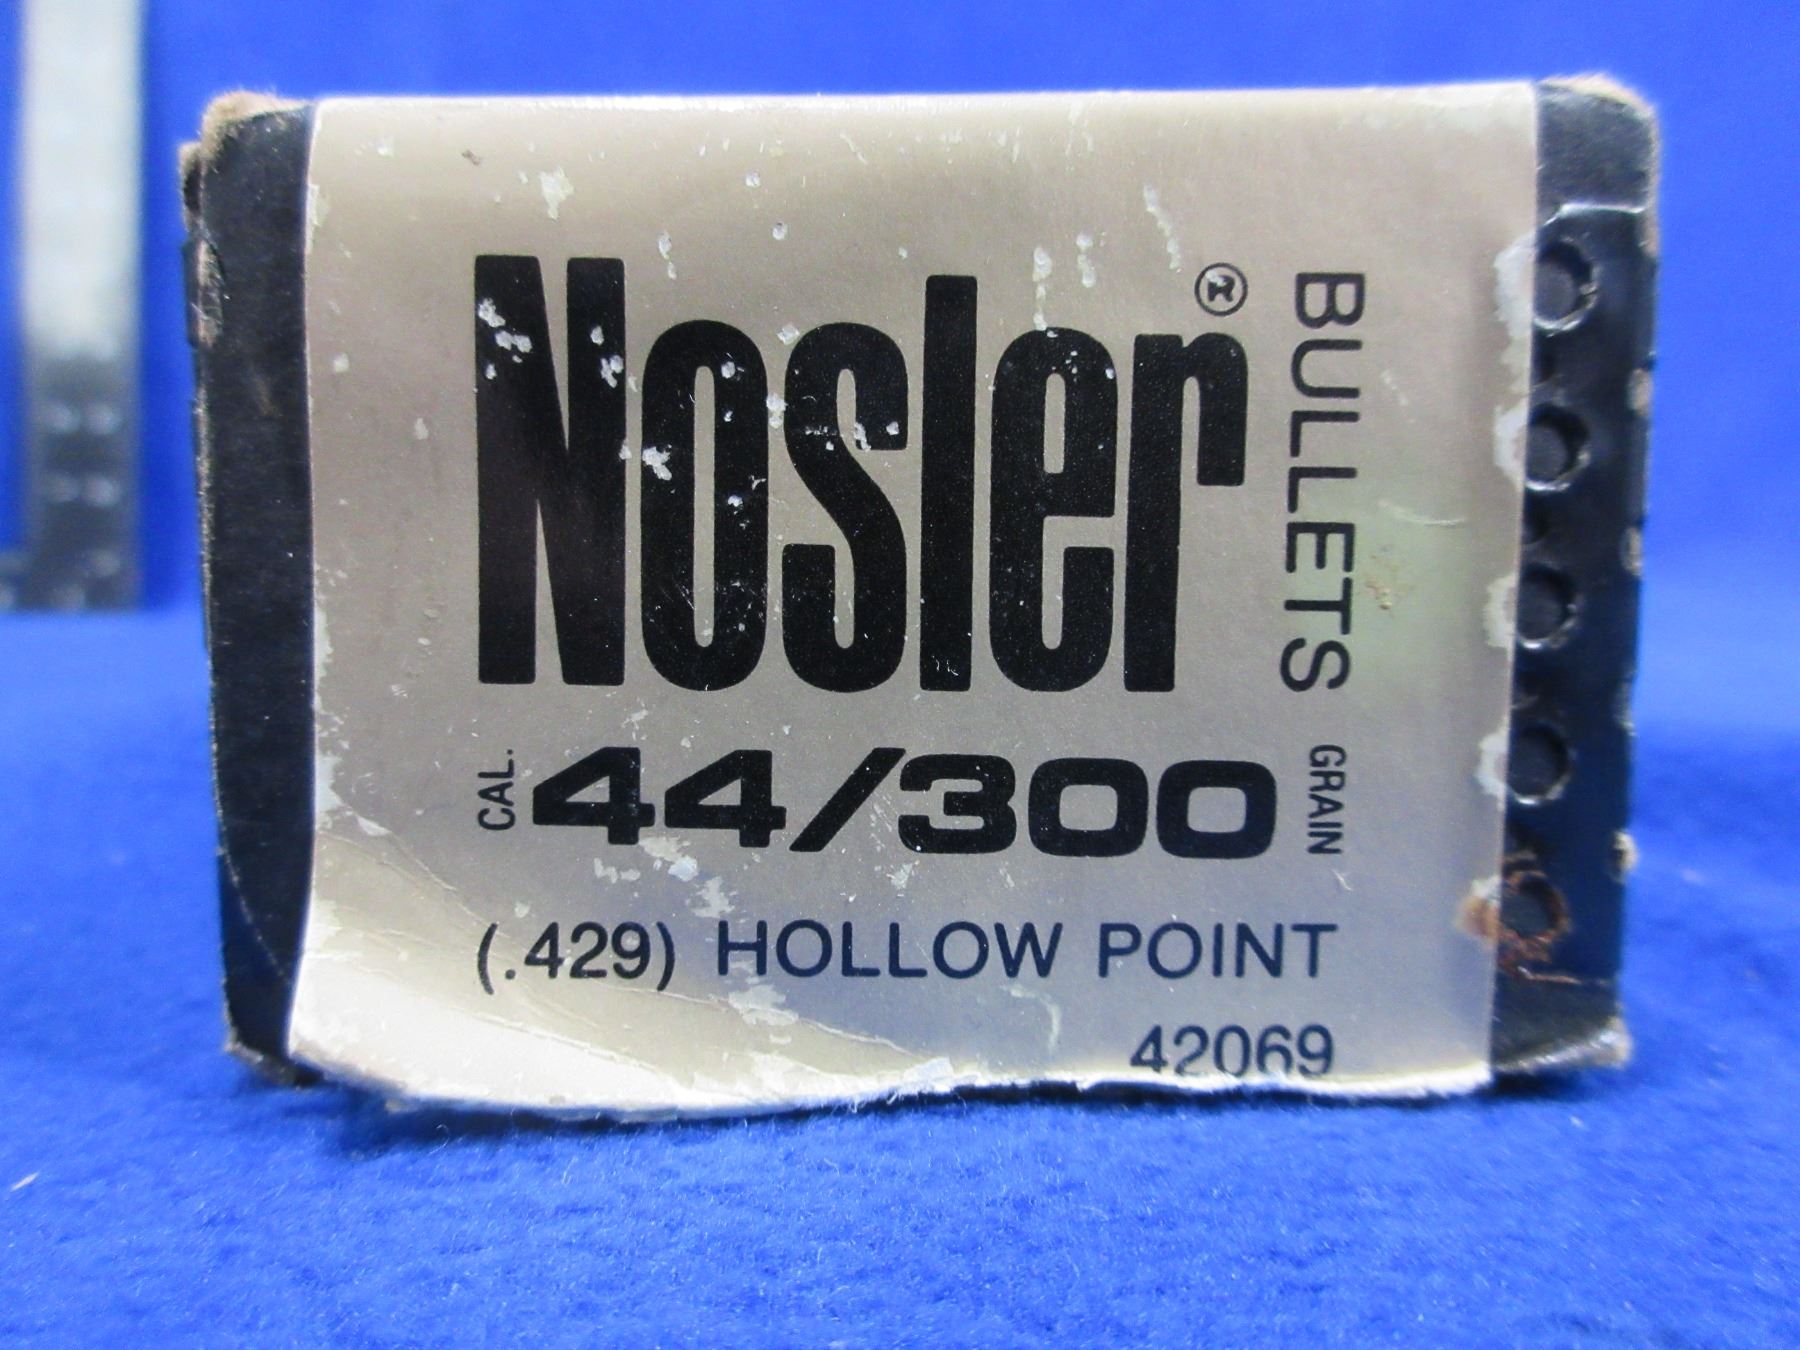 Nosler®
BULLETS
CAL. 44/300 GRAIN
(.429) HOLLOW POINT
42069